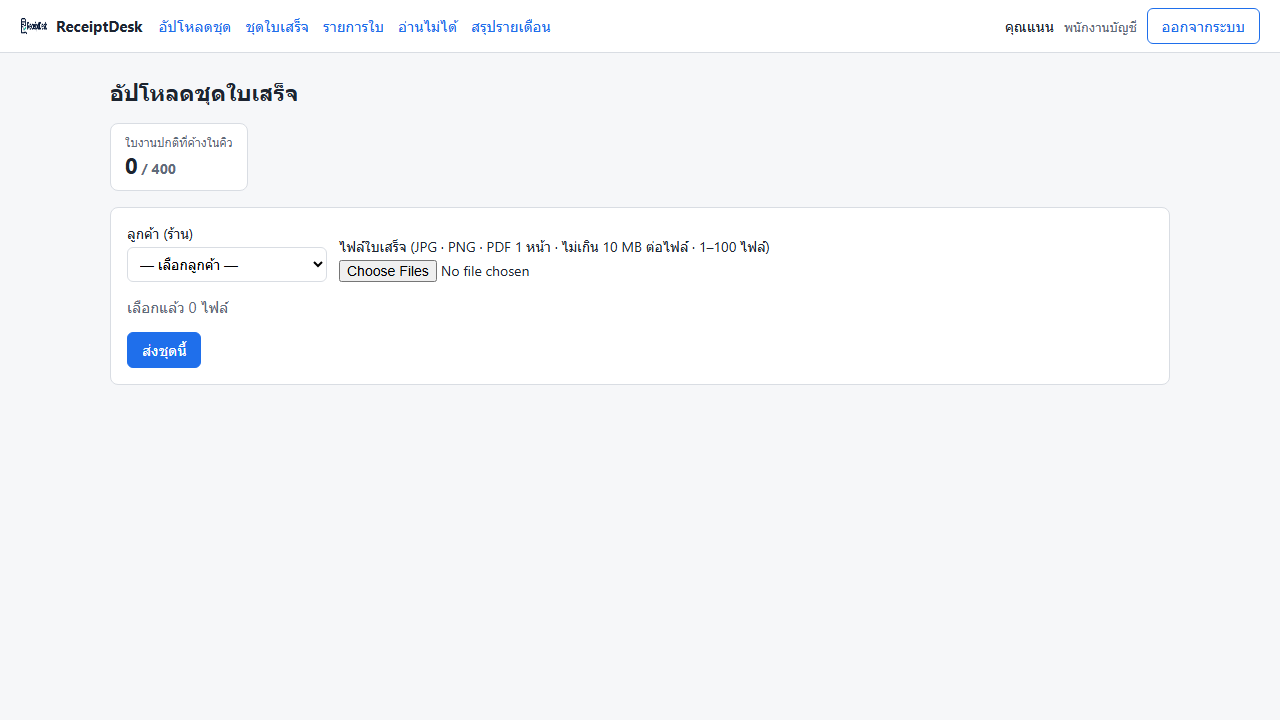 ReceiptDesk อัปโหลดชุด ชุดใบเสร็จ รายการใบ อ่านไม่ได้ สรุปรายเดือน คุณแนน พนักงานบัญชี ออกจากระบบ
อัปโหลดชุดใบเสร็จ
ใบงานปกติที่ค้างในคิว
0 / 400
ลูกค้า (ร้าน)
— เลือกลูกค้า —
ไฟล์ใบเสร็จ (JPG · PNG · PDF 1 หน้า · ไม่เกิน 10 MB ต่อไฟล์ · 1–100 ไฟล์)
Choose Files No file chosen
เลือกแล้ว 0 ไฟล์
ส่งชุดนี้